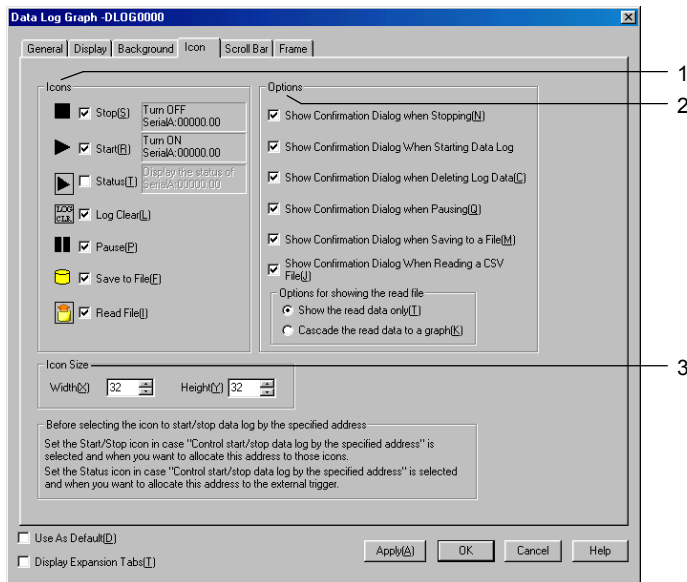 Data Log Graph -DLOG0000
General
Display
Background
Icon
Scroll Bar
Frame
1
Icons
Stop(S)
Turn OFF
SerialA:00000.00
Start(R)
Turn ON
SerialA:00000.00
Status(T)
Display the status of
SerialA:00000.00
LOG
CLR
Log Clear(L)
Pause(P)
Save to File(F)
Read File(I)
Options
2
Show Confirmation Dialog when Stopping(N)
Show Confirmation Dialog When Starting Data Log
Show Confirmation Dialog when Deleting Log Data(C)
Show Confirmation Dialog when Pausing(Q)
Show Confirmation Dialog when Saving to a File(M)
Show Confirmation Dialog When Reading a CSV
File(J)
Options for showing the read file
Show the read data only(T)
Cascade the read data to a graph(K)
3
Icon Size
Width(X) 32
Height(Y) 32
Before selecting the icon to start/stop data log by the specified address
Set the Start/Stop icon in case "Control start/stop data log by the specified address" is
selected and when you want to allocate this address to those icons.
Set the Status icon in case "Control start/stop data log by the specified address" is selected
and when you want to allocate this address to the external trigger.
Use As Default(D)
Display Expansion Tabs(T)
Apply(A)
OK
Cancel
Help